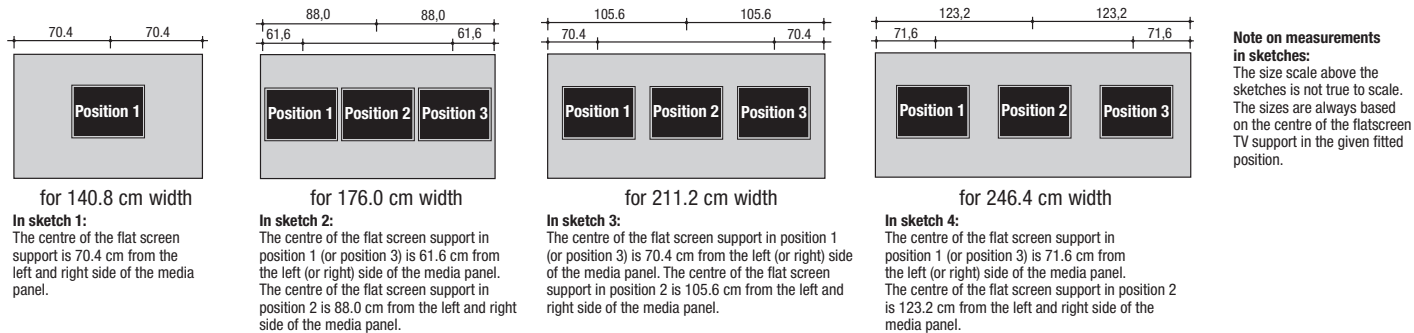 70.4 70.4
Position 1
for 140.8 cm width
In sketch 1:
The centre of the flat screen
support is 70.4 cm from the
left and right side of the media
panel.
88,0 88,0
61,6 61,6
Position 1 Position 2 Position 3
for 176.0 cm width
In sketch 2:
The centre of the flat screen support in
position 1 (or position 3) is 61.6 cm from
the left (or right) side of the media panel.
The centre of the flat screen support in
position 2 is 88.0 cm from the left and right
side of the media panel.
105.6 105.6
70.4 70.4
Position 1 Position 2 Position 3
for 211.2 cm width
In sketch 3:
The centre of the flat screen support in position 1
(or position 3) is 70.4 cm from the left (or right) side
of the media panel. The centre of the flat screen
support in position 2 is 105.6 cm from the left and
right side of the media panel.
123,2 123,2
71,6 71,6
Position 1 Position 2 Position 3
for 246.4 cm width
In sketch 4:
The centre of the flat screen support in
position 1 (or position 3) is 71.6 cm from
the left (or right) side of the media panel.
The centre of the flat screen support in position 2
is 123.2 cm from the left and right side of the
media panel.
Note on measurements
in sketches:
The size scale above the
sketches is not true to scale.
The sizes are always based
on the centre of the flatscreen
TV support in the given fitted
position.